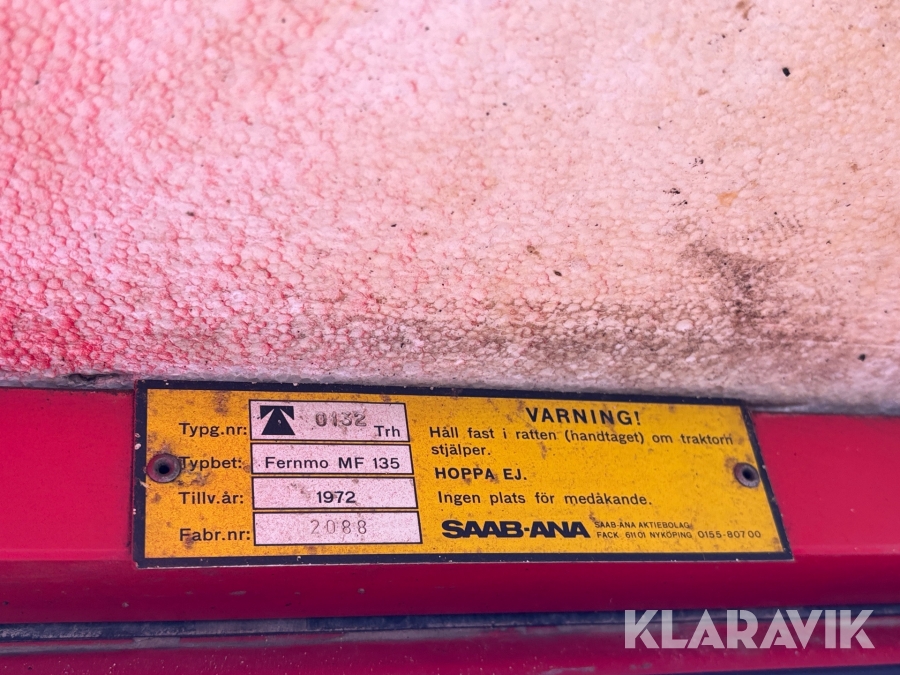 Typg.nr: 0132 Trh
Typbet: Fernmo MF 135
Tillv.år: 1972
Fabr.nr: 2088
VARNING!
Håll fast i ratten (handtaget) om traktorn
stjälper.
HOPPA EJ.
Ingen plats för medåkande.
SAAB-ANA
SAAB-ANA AKTIEBOLAG
FACK 611 01 NYKÖPING 0155-80700
KLARAVIK